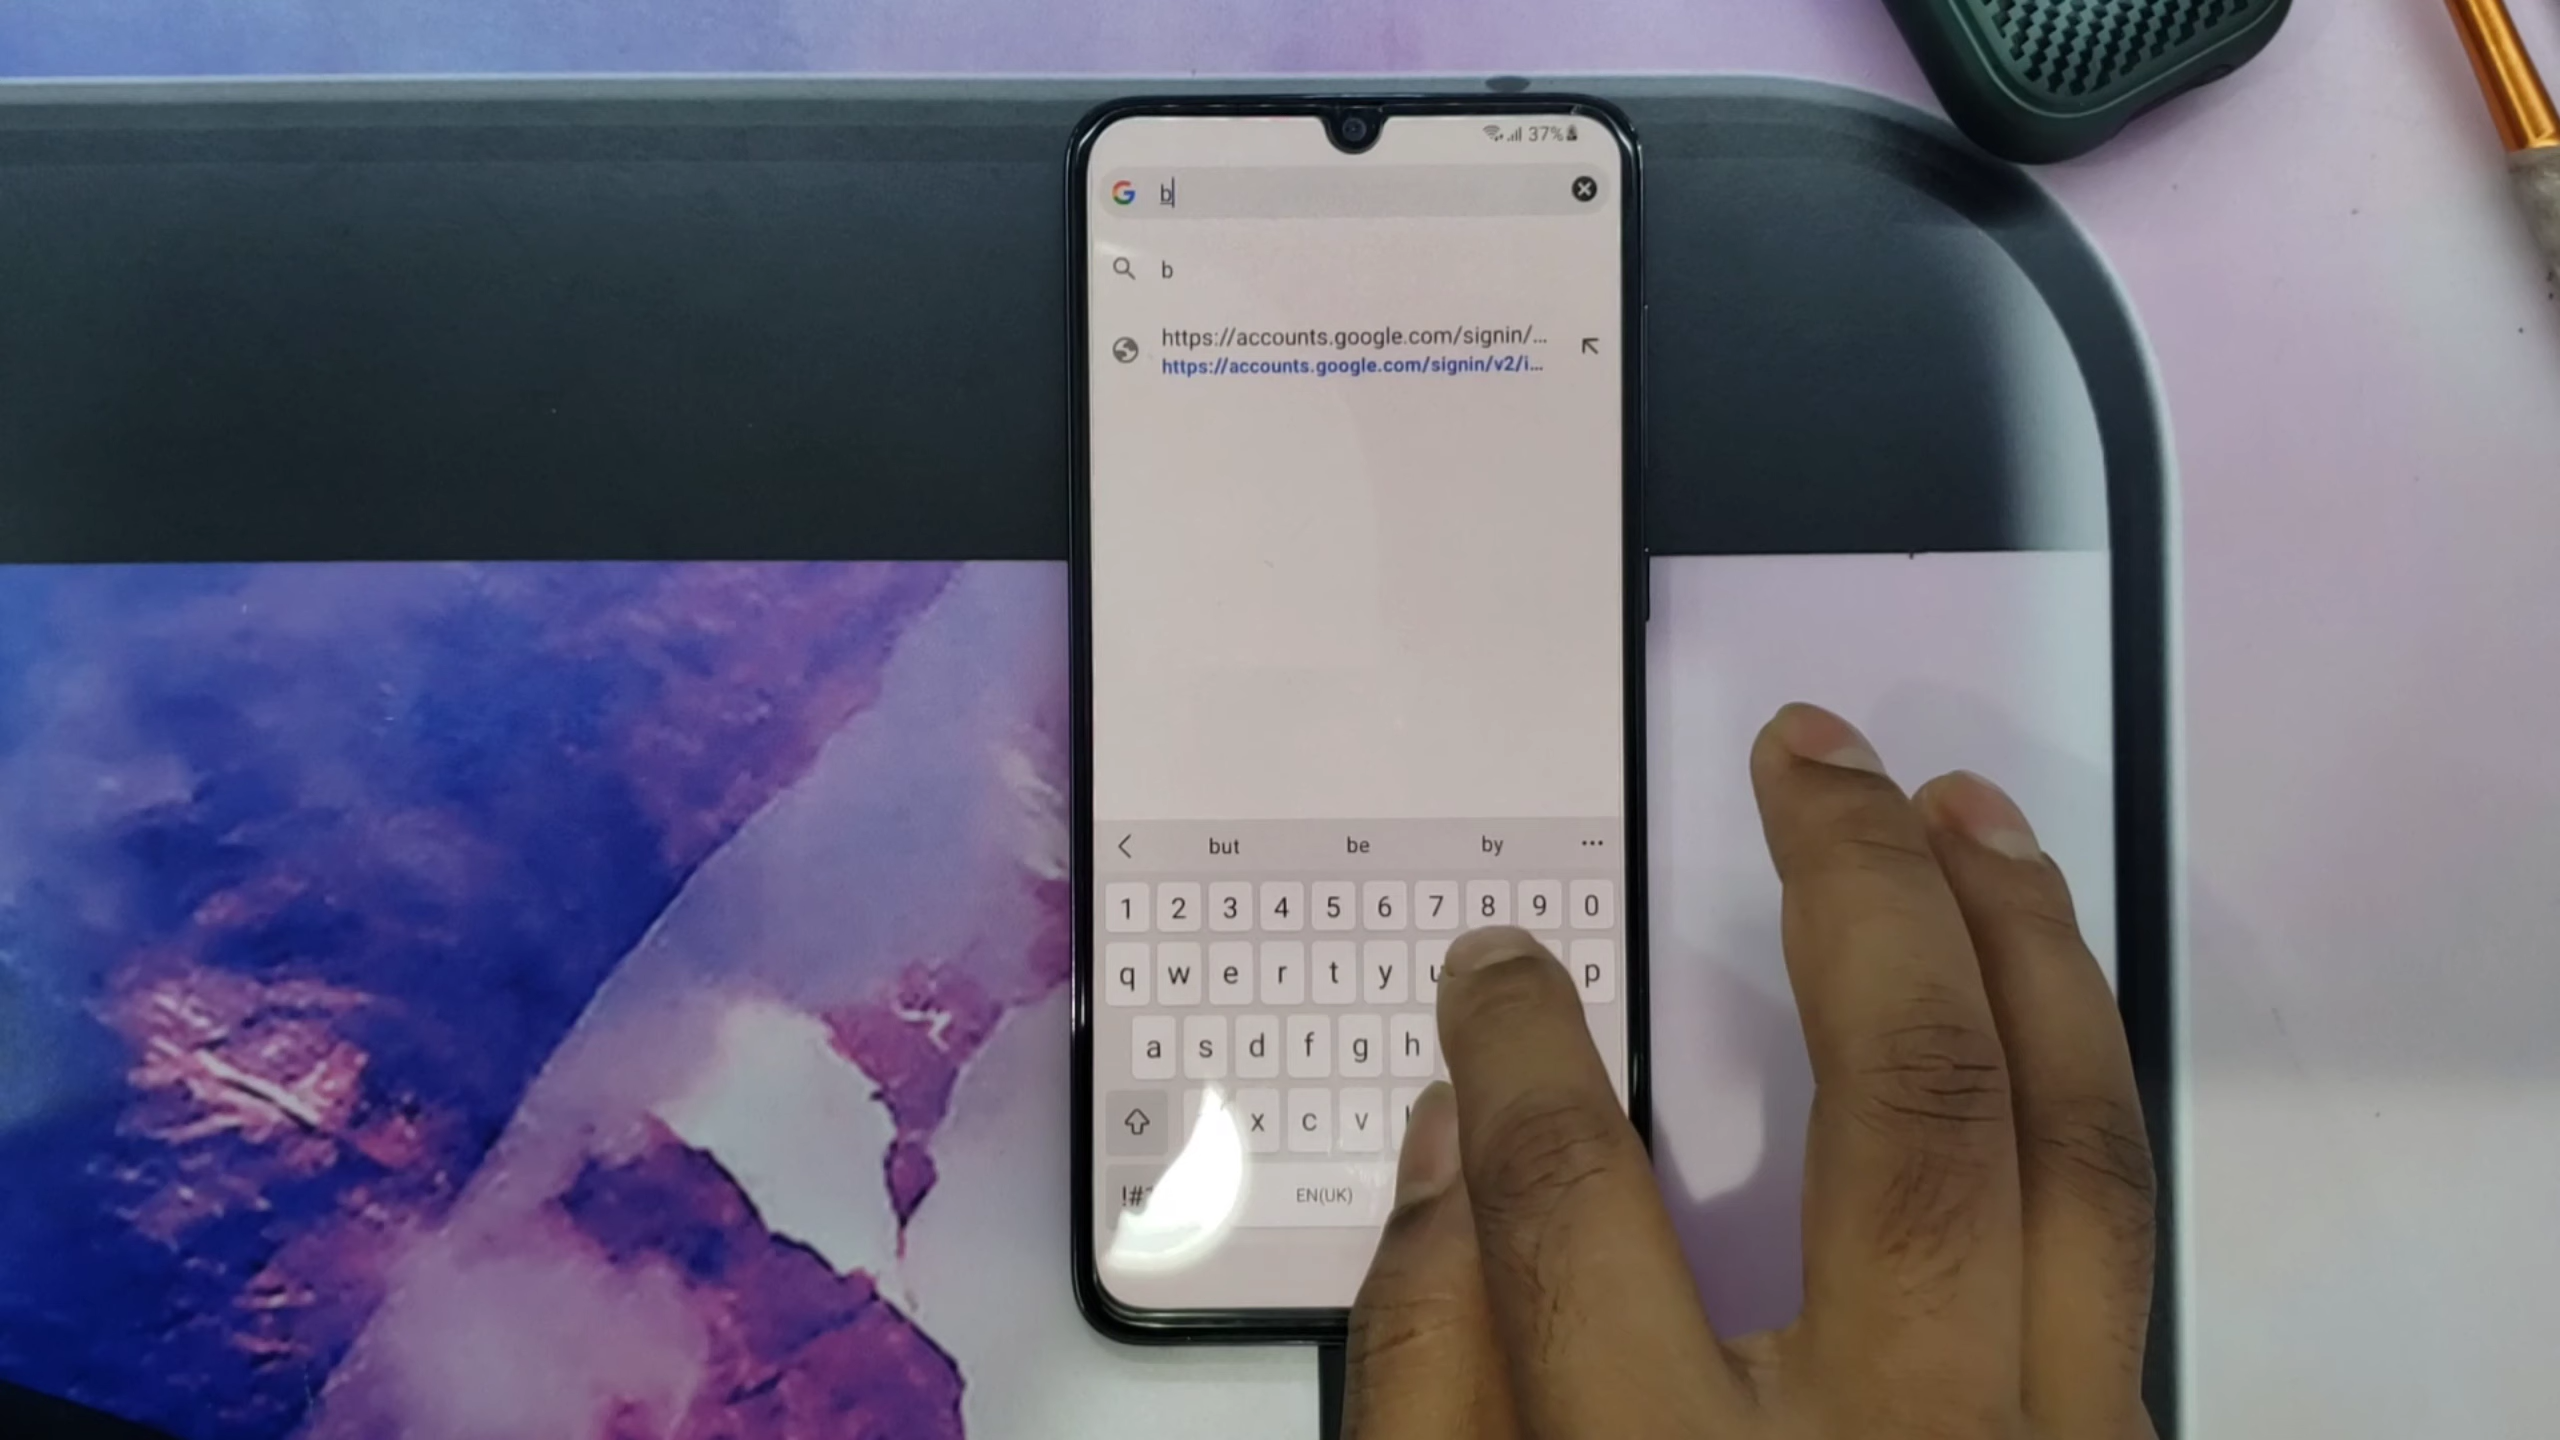 37%
G b
b
https://accounts.google.com/signin/...
https://accounts.google.com/signin/v2/i...
but be by ...
1 2 3 4 5 6 7 8 9 0
q w e r t y u p
a s d f g h
x c v
!# EN(UK)